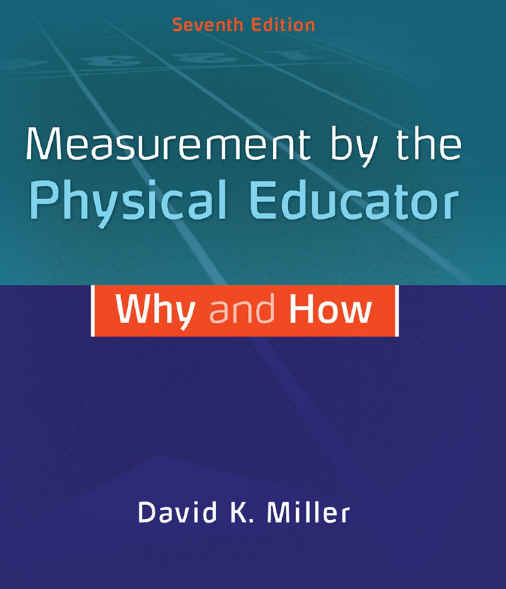 Seventh Edition
Measurement by the
Physical Educator
Why and How
David K. Miller